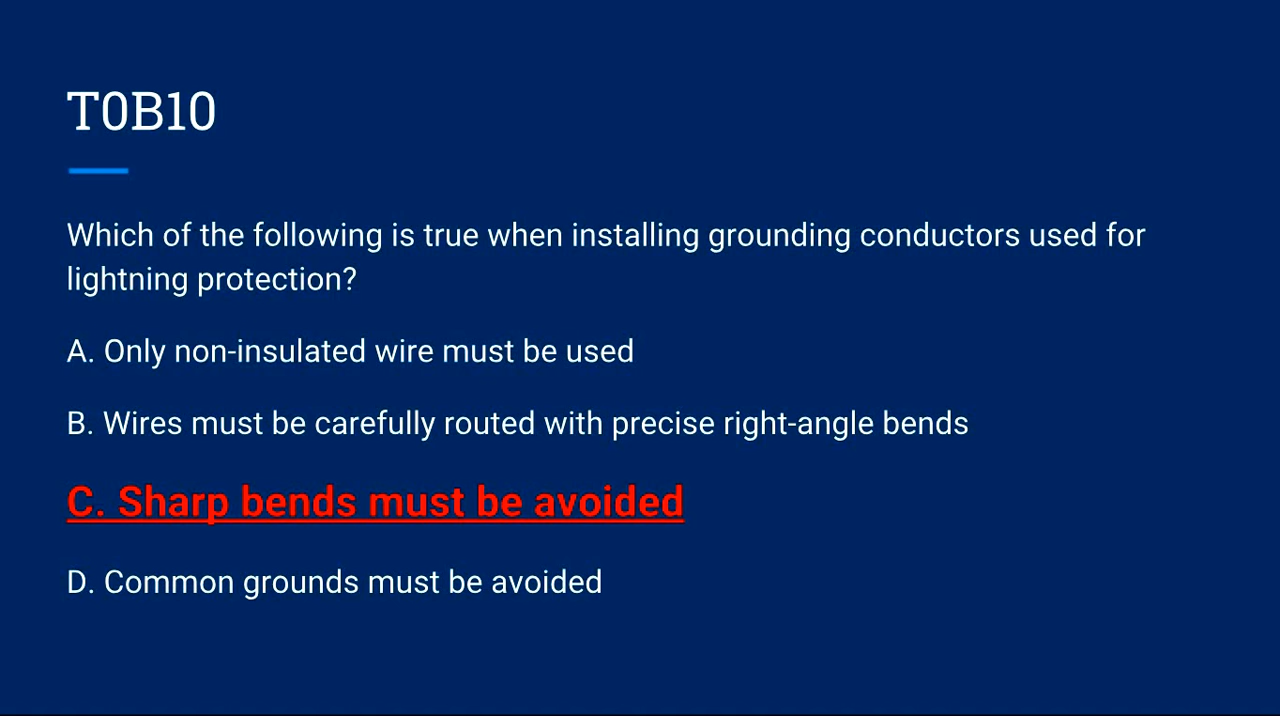 T0B10
Which of the following is true when installing grounding conductors used for
lightning protection?
A. Only non-insulated wire must be used
B. Wires must be carefully routed with precise right-angle bends
C. Sharp bends must be avoided
D. Common grounds must be avoided